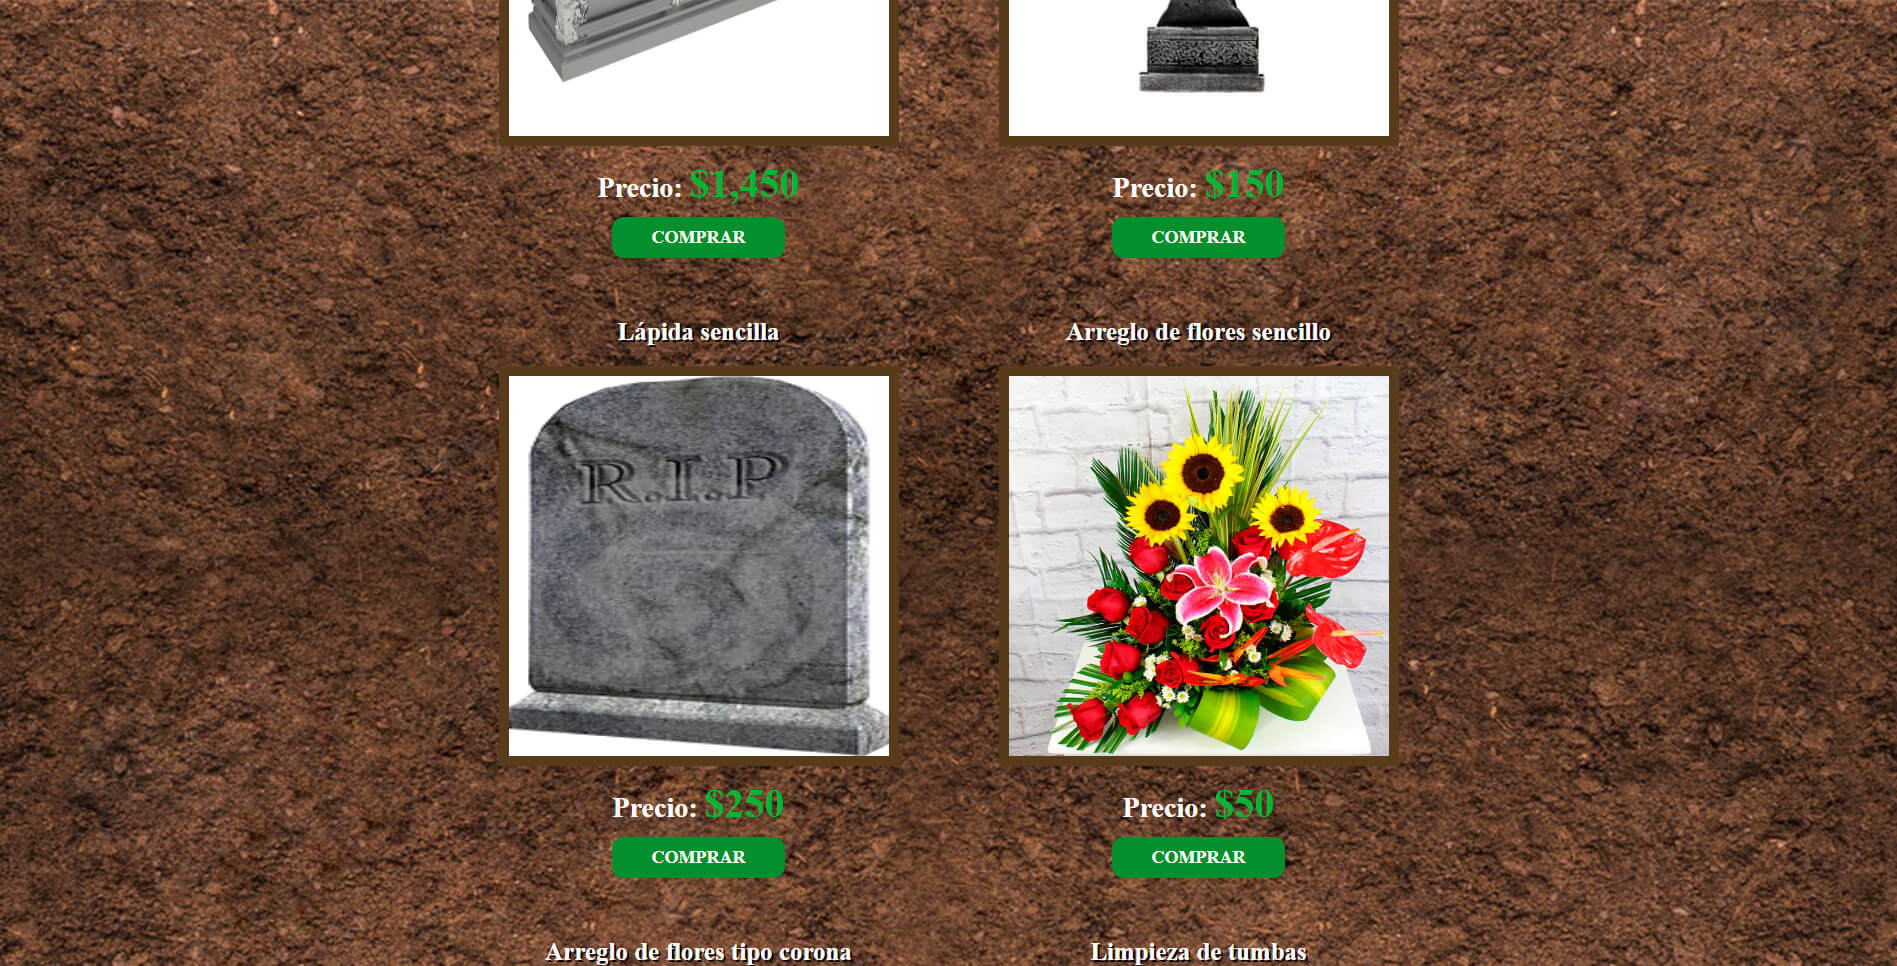 Precio: $1,450
COMPRAR
Precio: $150
COMPRAR
Lápida sencilla
R.I.P
Precio: $250
COMPRAR
Arreglo de flores sencillo
Precio: $50
COMPRAR
Arreglo de flores tipo corona
Limpieza de tumbas